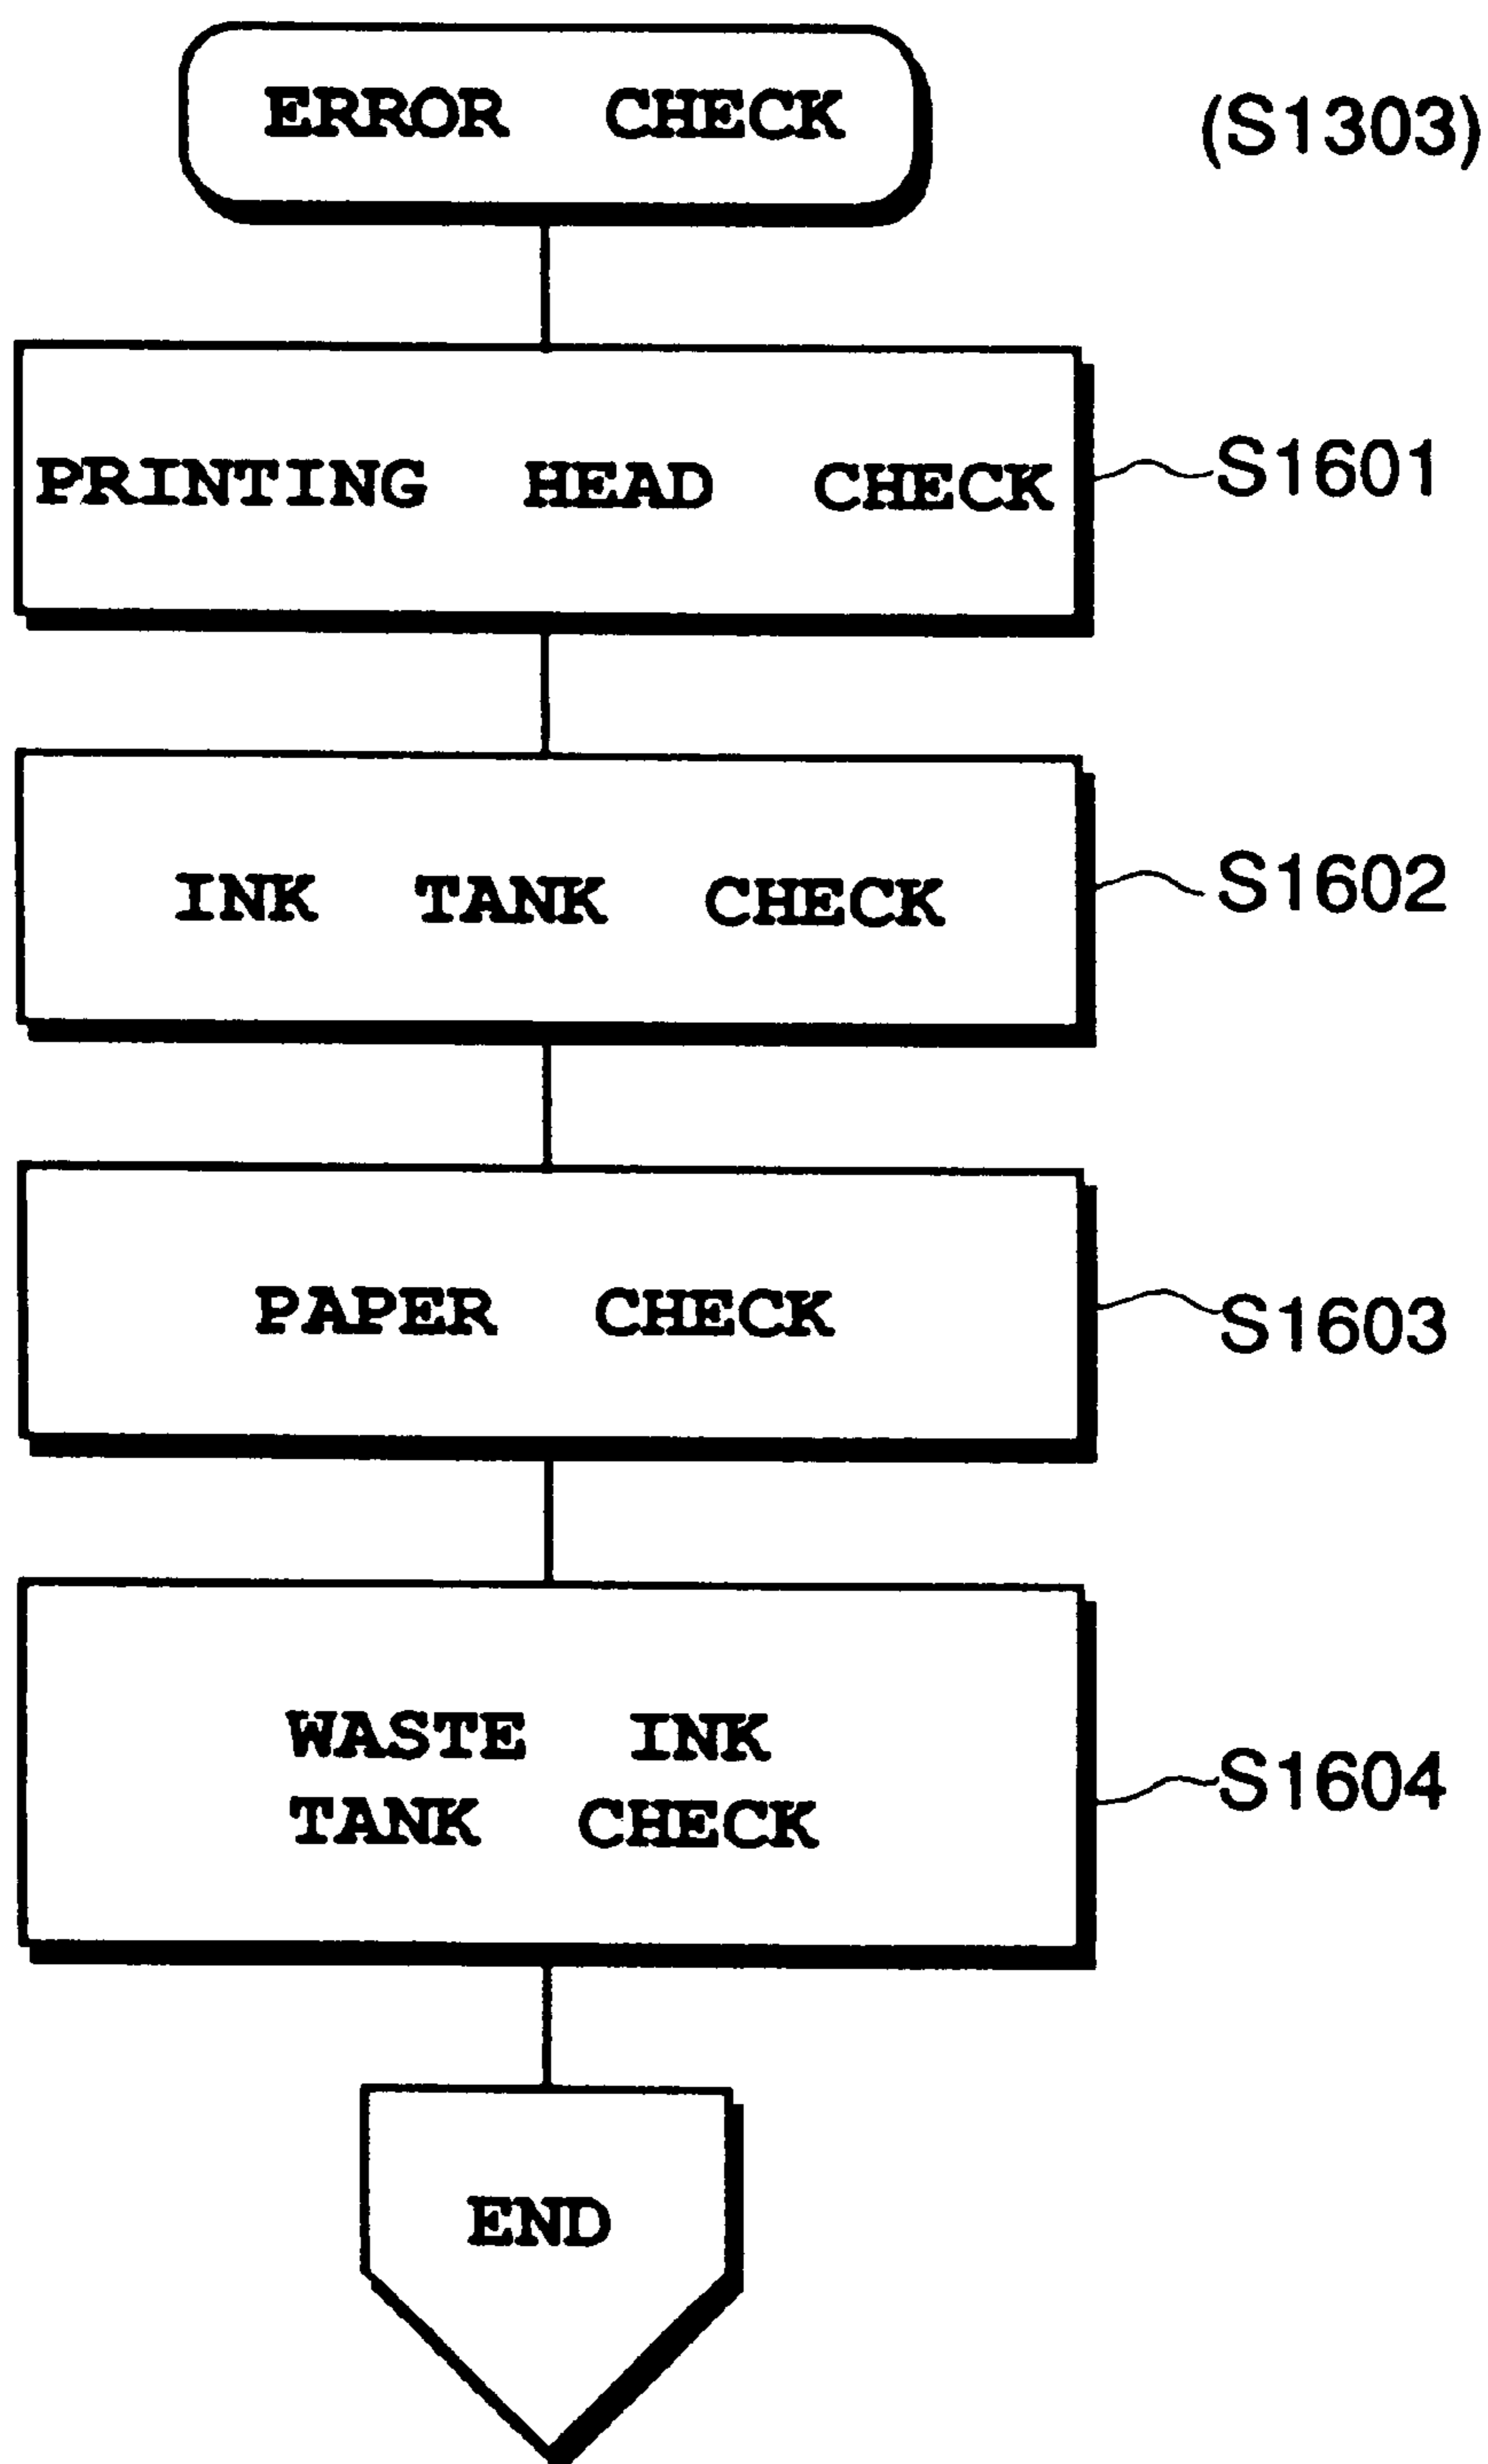 ERROR CHECK (S1303)
PRINTING HEAD CHECK S1601
INK TANK CHECK S1602
PAPER CHECK S1603
WASTE INK
TANK CHECK S1604
END